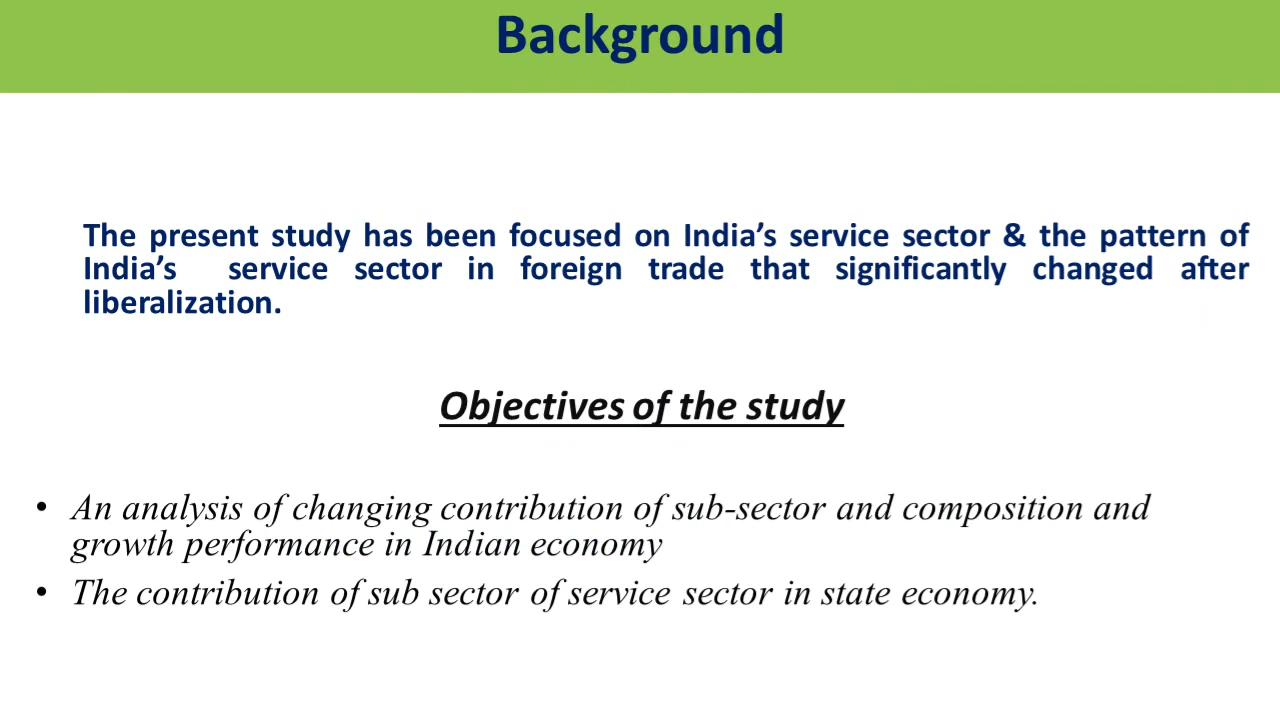 Background
The present study has been focused on India’s service sector & the pattern of
India’s service sector in foreign trade that significantly changed after
liberalization.
Objectives of the study
• An analysis of changing contribution of sub-sector and composition and
growth performance in Indian economy
• The contribution of sub sector of service sector in state economy.